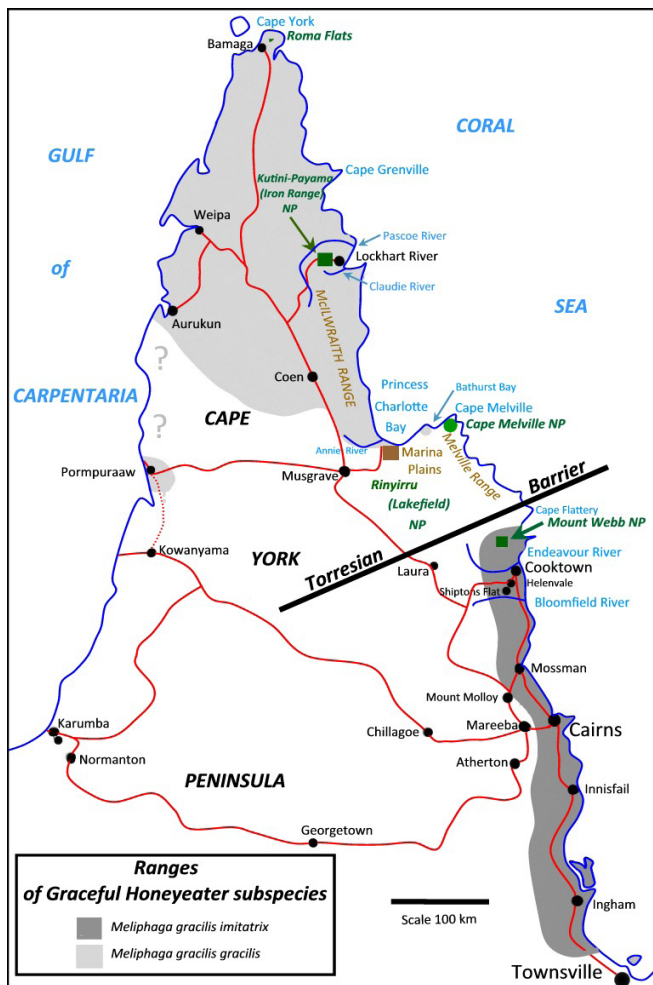 Cape York
Roma Flats
Bamaga
GULF
CORAL
Cape Grenville
Kutini-Payama
(Iron Range)
NP
Weipa
Pascoe River
Lockhart River
of
Claudie River
SEA
Aurukun
McILWRAITH RANGE
?
Coen
CARPENTARIA
Princess
Charlotte
Bay
Bathurst Bay
Cape Melville
Cape Melville NP
CAPE
?
Annie River
Marina
Plains
Melville Range
Pormpuraaw
Musgrave
Rinyirru
(Lakefield)
NP
Torresian Barrier
Cape Flattery
Mount Webb NP
Kowanyama
YORK
Endeavour River
Laura
Cooktown
Helenvale
Shiptons Flat
Bloomfield River
Mossman
Mount Molloy
Karumba
Chillagoe
Mareeba
Cairns
Normanton
Atherton
PENINSULA
Innisfail
Georgetown
Ranges
of Graceful Honeyeater subspecies
Meliphaga gracilis imitatrix
Meliphaga gracilis gracilis
Scale 100 km
Ingham
Townsville